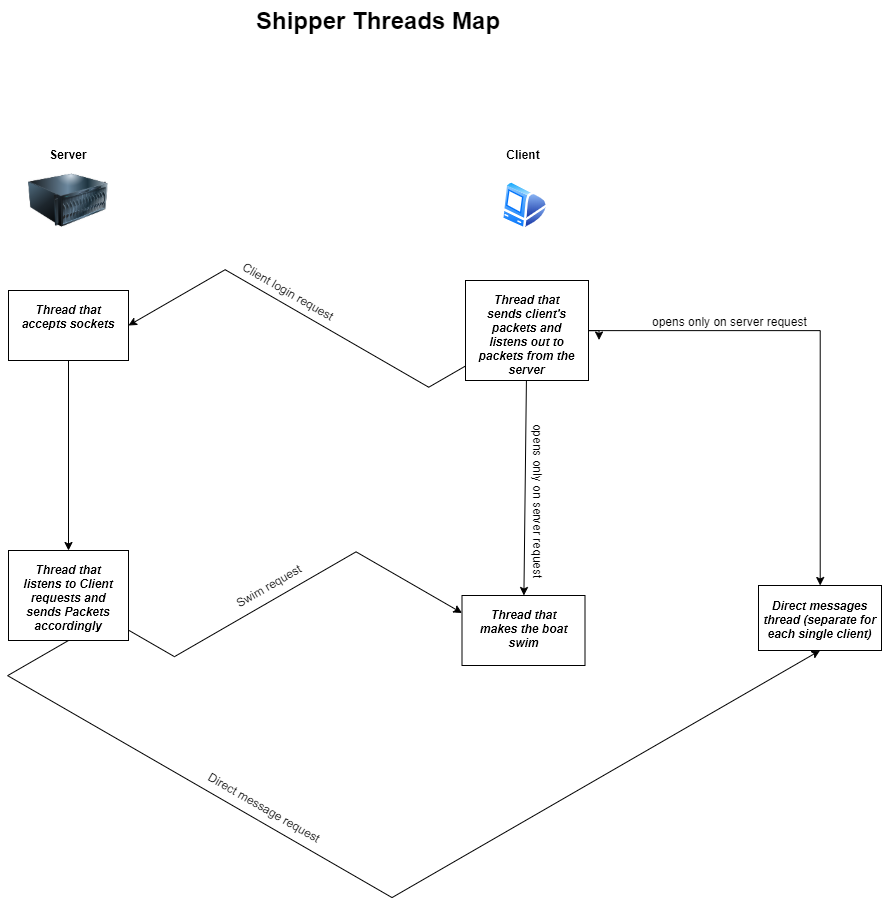 Shipper Threads Map
Server
Client
Client login request
Thread that
accepts sockets
Thread that
sends client's
packets and
listens out to
packets from the
server
opens only on server request
opens only on server request
Thread that
listens to Client
requests and
sends Packets
accordingly
Swim request
Thread that
makes the boat
swim
Direct messages
thread (separate for
each single client)
Direct message request